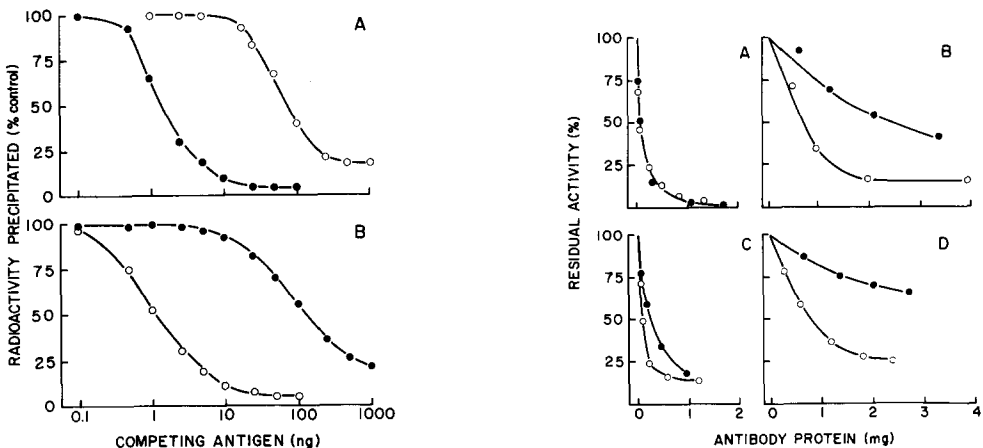 RADIOACTIVITY PRECIPITATED (% control)
100
75
50
25
0
A
100
75
50
25
0
B
0.1 1 10 100 1000
COMPETING ANTIGEN (ng)
RESIDUAL ACTIVITY (%)
100
75
50
25
A
B
100
75
50
25
C
D
0 1 2
0 1 2 3 4
ANTIBODY PROTEIN (mg)